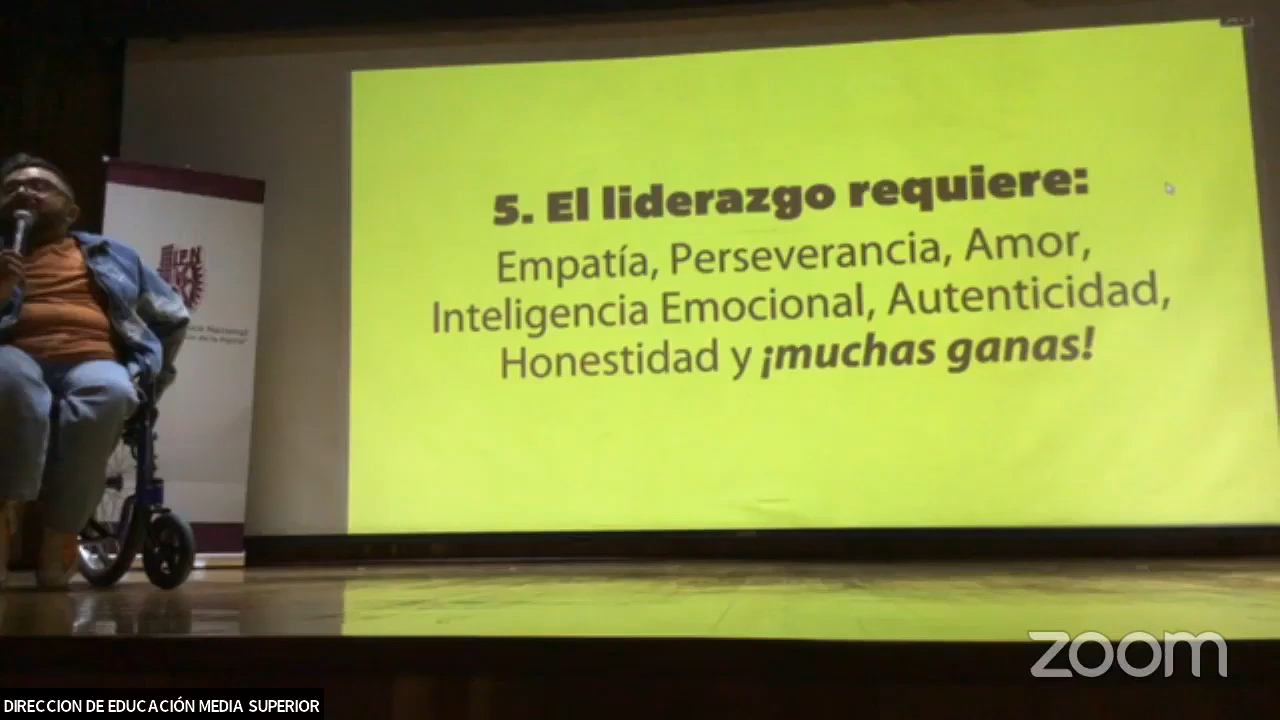 5. El liderazgo requiere:
Empatía, Perseverancia, Amor,
Inteligencia Emocional, Autenticidad,
Honestidad y ¡muchas ganas!
IPN
Nacional
zoom
DIRECCION DE EDUCACIÓN MEDIA SUPERIOR